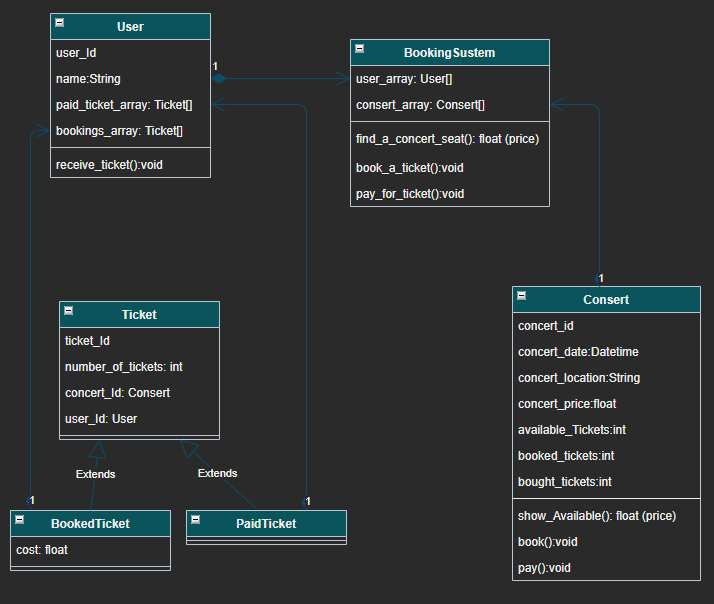 User
user_Id
name:String
paid_ticket_array: Ticket[]
bookings_array: Ticket[]
receive_ticket():void
1
BookingSustem
user_array: User[]
consert_array: Consert[]
find_a_concert_seat(): float (price)
book_a_ticket():void
pay_for_ticket():void
1
Consert
concert_id
concert_date:Datetime
concert_location:String
concert_price:float
available_Tickets:int
booked_tickets:int
bought_tickets:int
show_Available(): float (price)
book():void
pay():void
Ticket
ticket_Id
number_of_tickets: int
concert_Id: Consert
user_Id: User
Extends
Extends
1
BookedTicket
cost: float
1
PaidTicket